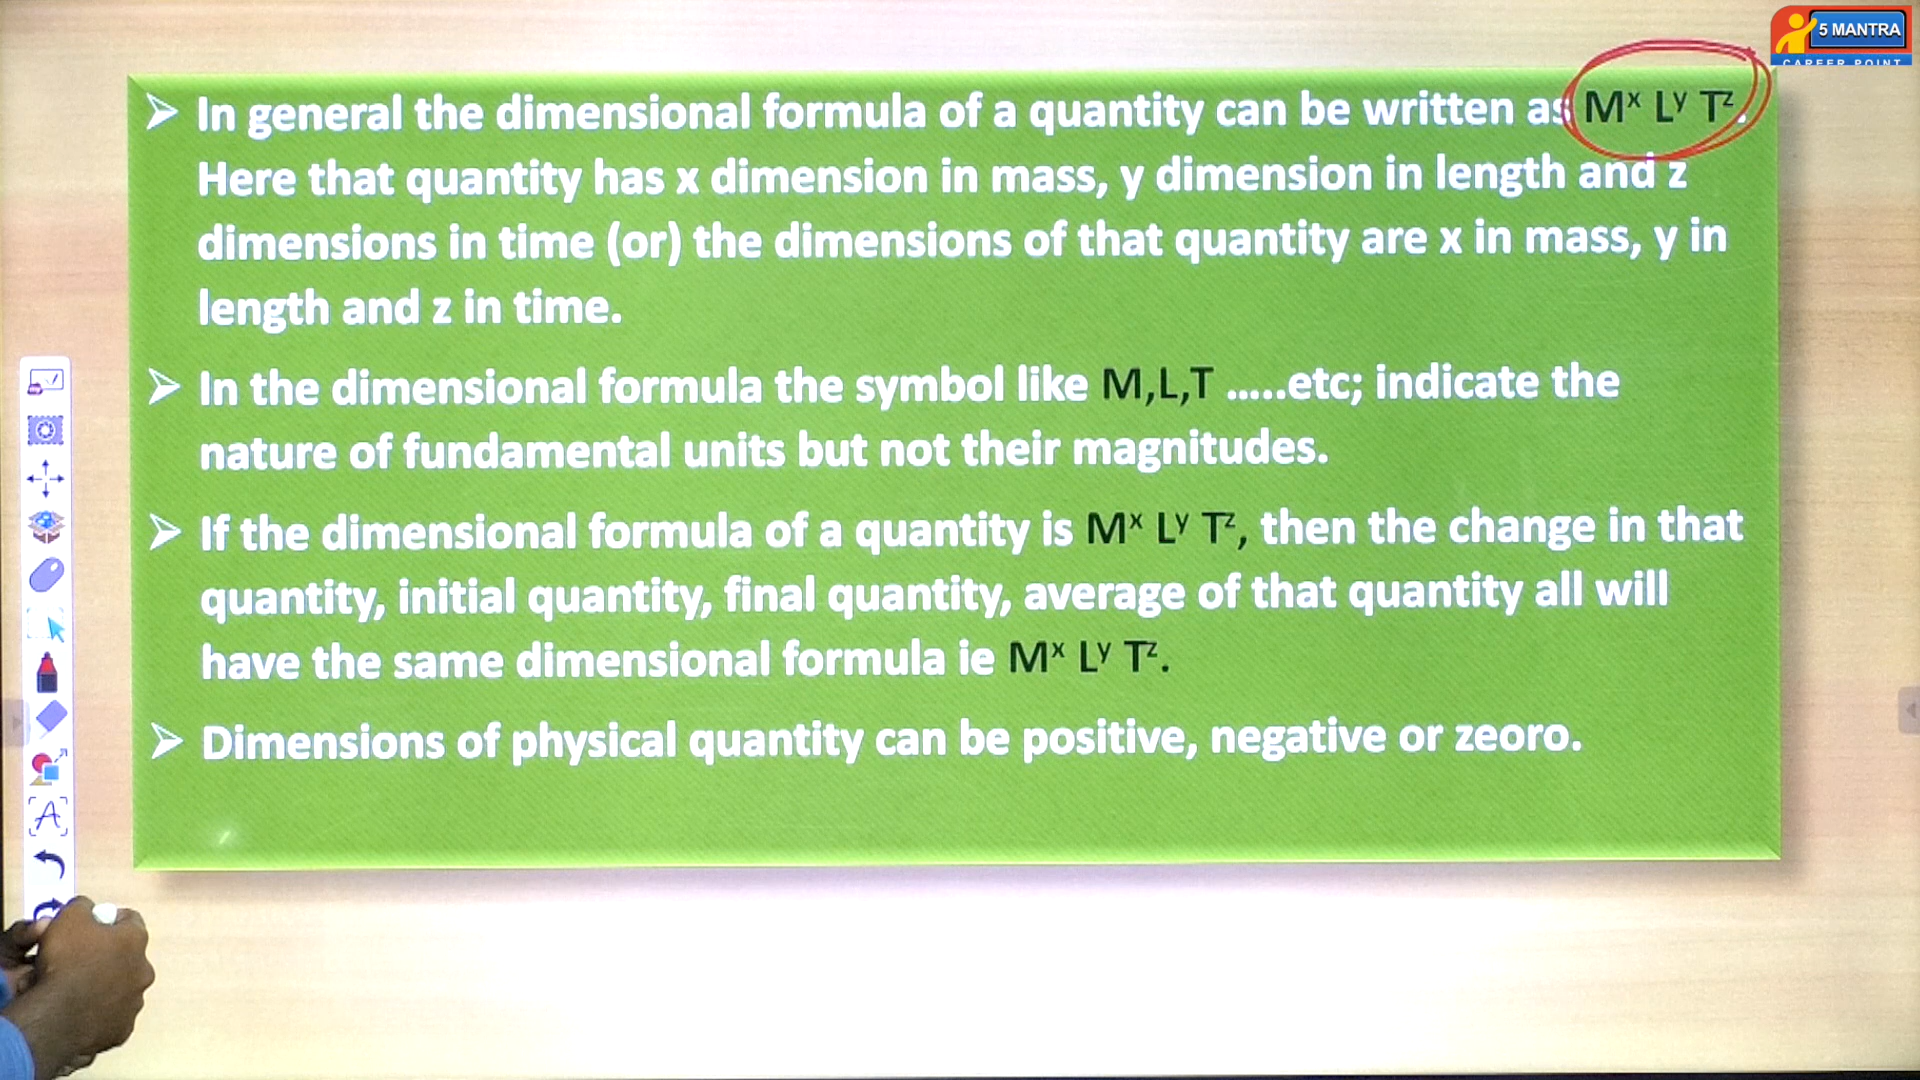 5 MANTRA
CAREER POINT
➢ In general the dimensional formula of a quantity can be written as Mˣ Lʸ Tᶻ.
Here that quantity has x dimension in mass, y dimension in length and z
dimensions in time (or) the dimensions of that quantity are x in mass, y in
length and z in time.
➢ In the dimensional formula the symbol like M,L,T .....etc; indicate the
nature of fundamental units but not their magnitudes.
➢ If the dimensional formula of a quantity is Mˣ Lʸ Tᶻ, then the change in that
quantity, initial quantity, final quantity, average of that quantity all will
have the same dimensional formula ie Mˣ Lʸ Tᶻ.
➢ Dimensions of physical quantity can be positive, negative or zeoro.
A